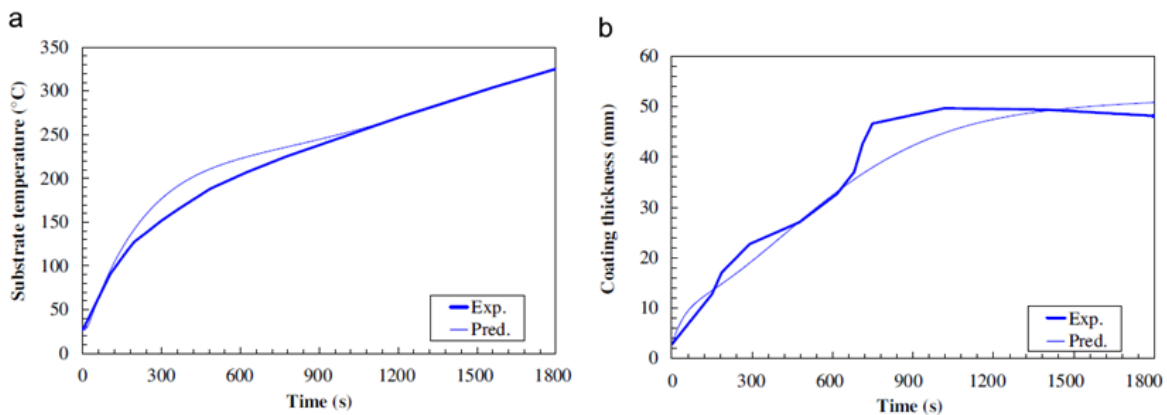 a
350
300
250
200
150
100
50
0
Substrate temperature (°C)
Exp.
Pred.
0 300 600 900 1200 1500 1800
Time (s)
b
60
50
40
30
20
10
0
Coating thickness (mm)
Exp.
Pred.
0 300 600 900 1200 1500 1800
Time (s)